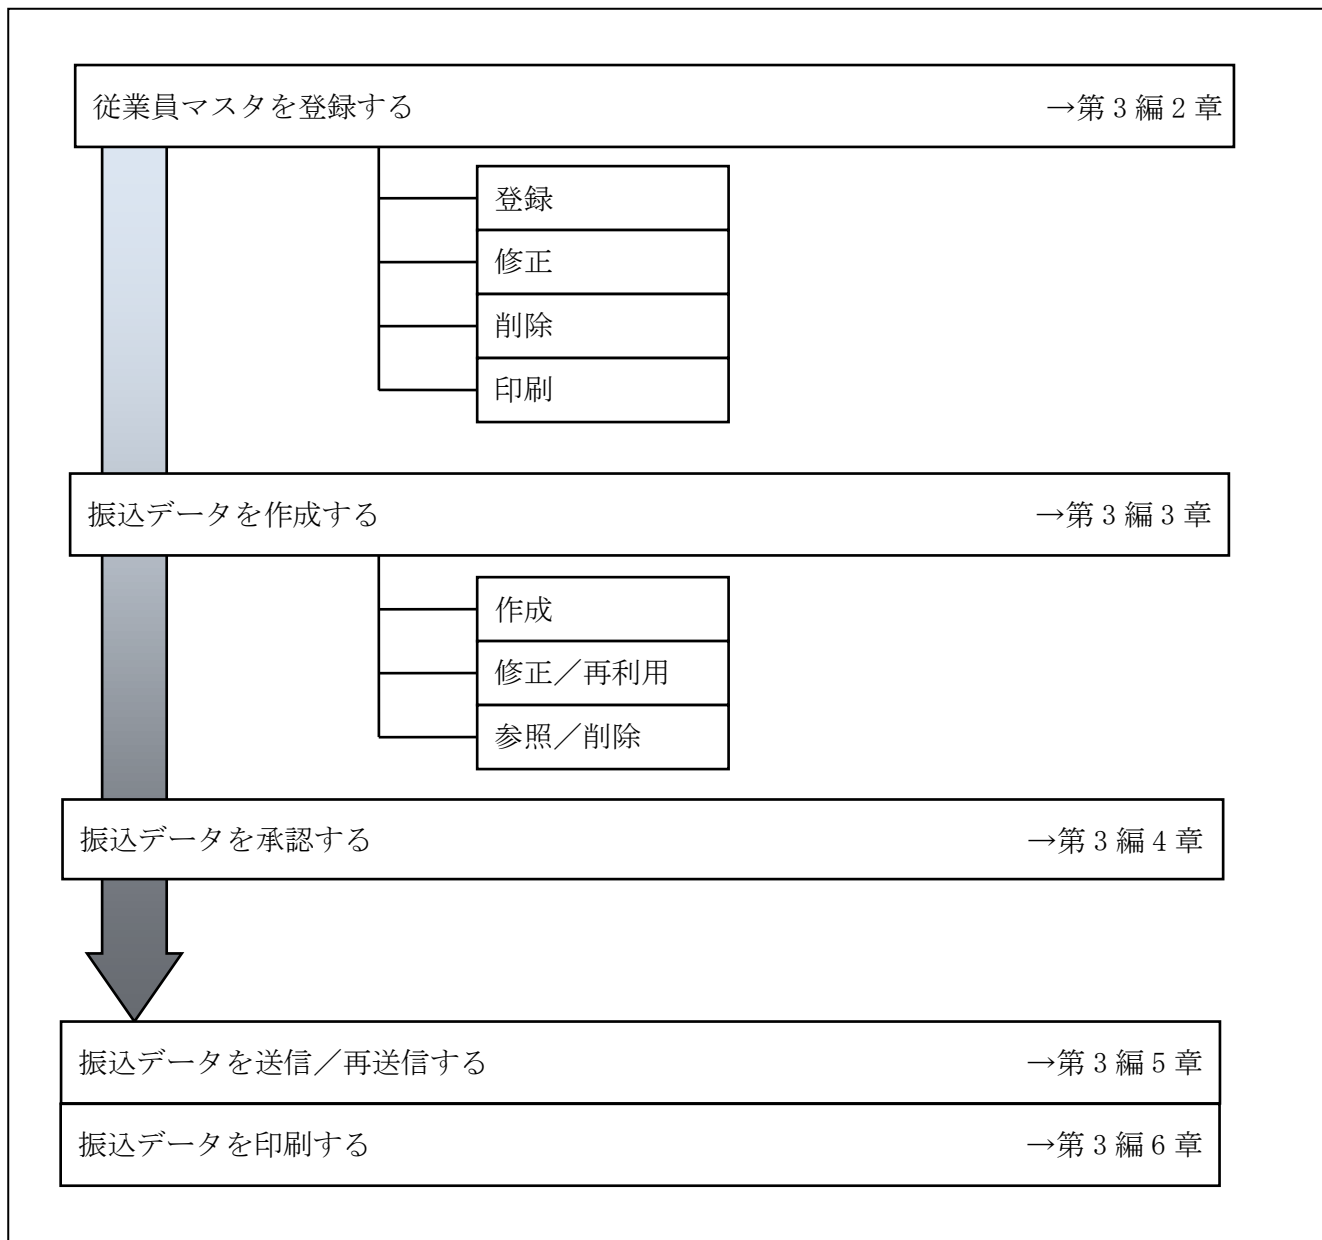 従業員マスタを登録する →第3編2章
登録
修正
削除
印刷
振込データを作成する →第3編3章
作成
修正／再利用
参照／削除
振込データを承認する →第3編4章
振込データを送信／再送信する →第3編5章
振込データを印刷する →第3編6章